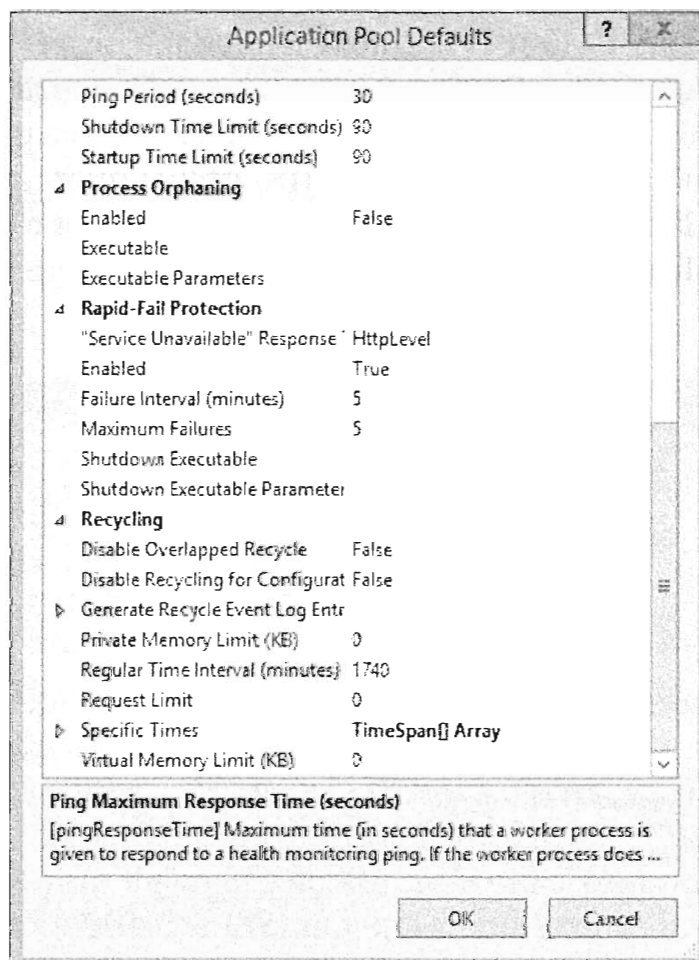 Application Pool Defaults
?
X
Ping Period (seconds) 30
Shutdown Time Limit (seconds) 90
Startup Time Limit (seconds) 90
Process Orphaning
Enabled False
Executable
Executable Parameters
Rapid-Fail Protection
"Service Unavailable" Response T HttpLevel
Enabled True
Failure Interval (minutes) 5
Maximum Failures 5
Shutdown Executable
Shutdown Executable Parameter
Recycling
Disable Overlapped Recycle False
Disable Recycling for Configurat False
Generate Recycle Event Log Entr
Private Memory Limit (KB) 0
Regular Time Interval (minutes) 1740
Request Limit 0
Specific Times TimeSpan[] Array
Virtual Memory Limit (KB) 0
Ping Maximum Response Time (seconds)
[pingResponseTime] Maximum time (in seconds) that a worker process is
given to respond to a health monitoring ping. If the worker process does ...
OK Cancel